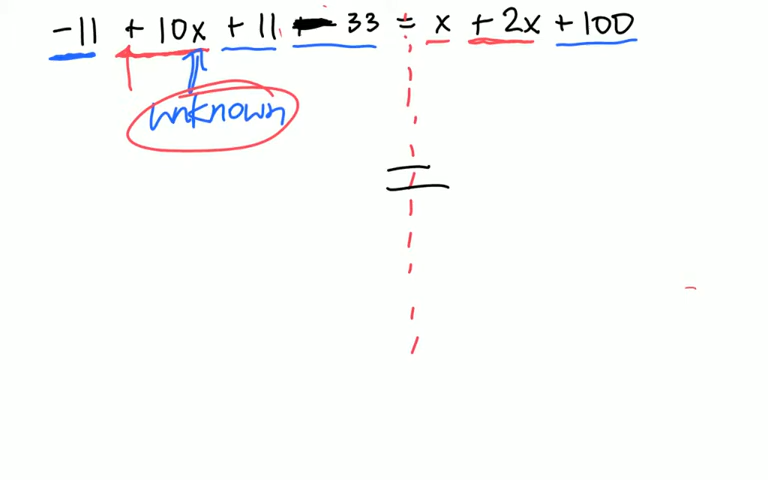 -11 + 10x + 11 - 33 = x + 2x + 100
unknown
=